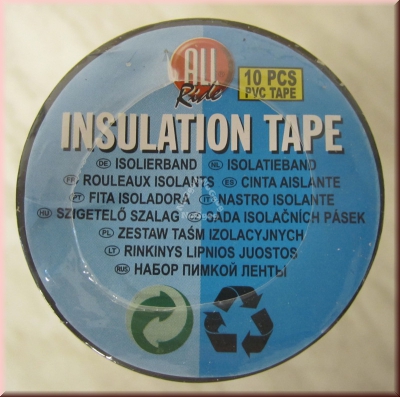 ALL
Ride
10 PCS
PVC TAPE
INSULATION TAPE
DE ISOLIERBAND NL ISOLATIEBAND
FR ROULEAUX ISOLANTS ES CINTA AISLANTE
PT FITA ISOLADORA IT NASTRO ISOLANTE
HU SZIGETELŐ SZALAG SADA ISOLAČNÍCH PÁSEK
PL ZESTAW TAŚM IZOLACYJNYCH
LT RINKINYS LIPNIOS JUOSTOS
RUS НАБОР ЛИМКОЙ ЛЕНТЫ